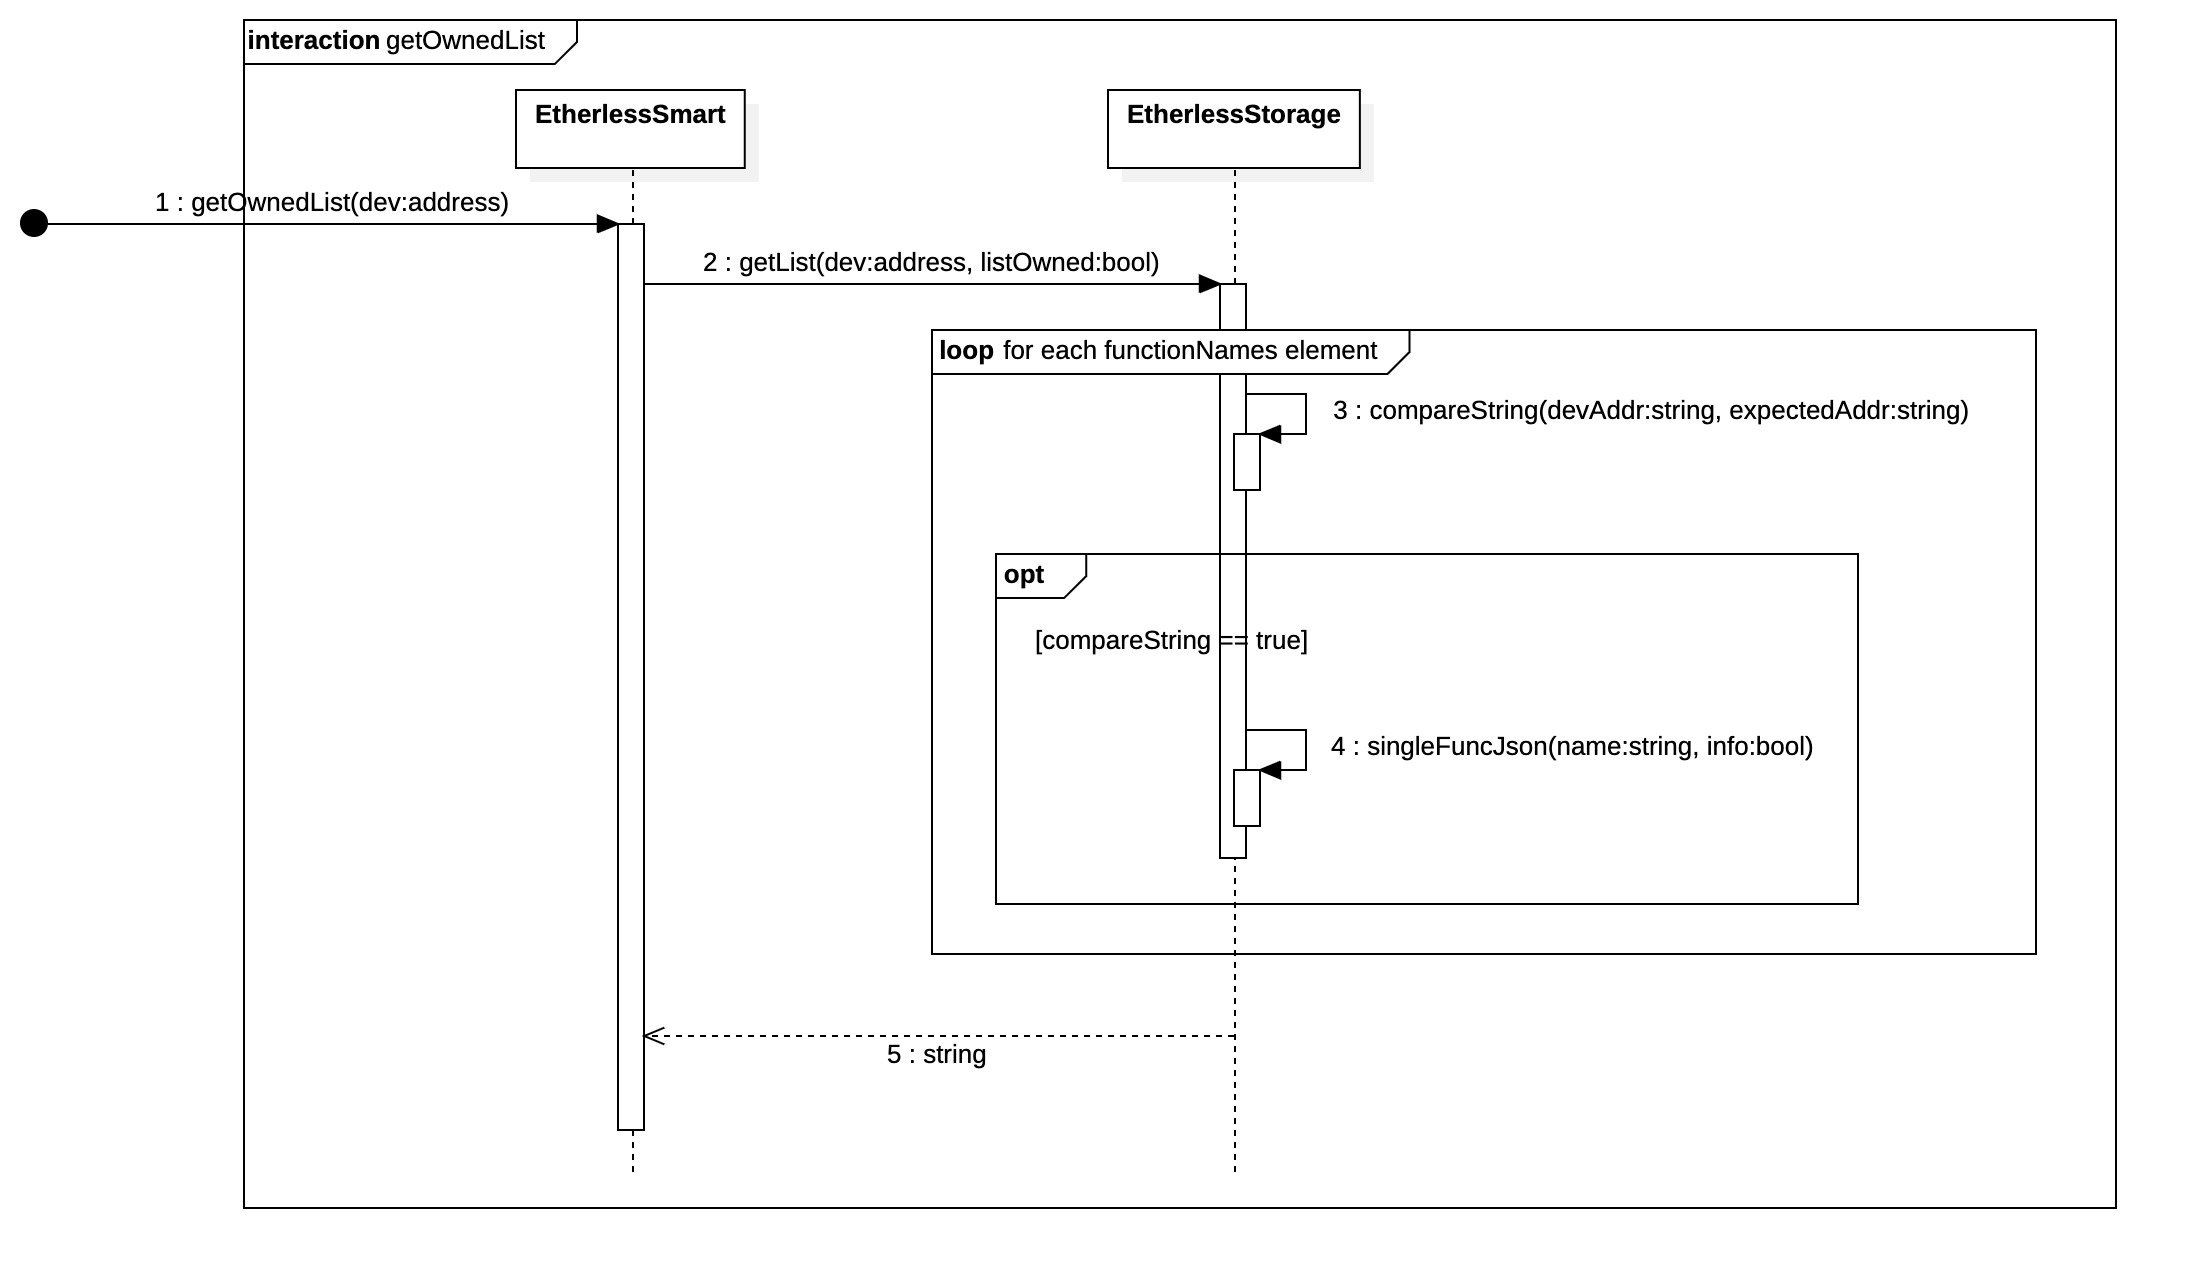 interaction getOwnedList
EtherlessSmart
EtherlessStorage
1 : getOwnedList(dev:address)
2 : getList(dev:address, listOwned:bool)
loop for each functionNames element
3 : compareString(devAddr:string, expectedAddr:string)
opt
[compareString == true]
4 : singleFuncJson(name:string, info:bool)
5 : string